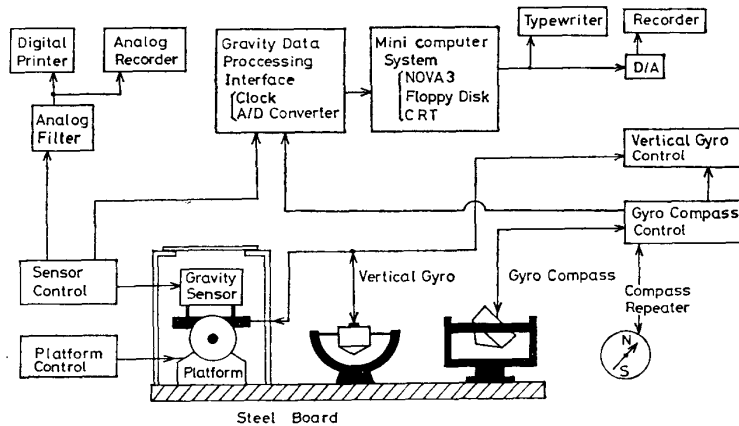 Digital
Printer
Analog
Recorder
Analog
Filter
Gravity Data
Proccessing
Interface
Clock
A/D Converter
Mini computer
System
NOVA3
Floppy Disk
CRT
Typewriter
Recorder
D/A
Vertical Gyro
Control
Gyro Compass
Control
Sensor
Control
Gravity
Sensor
Vertical Gyro
Gyro Compass
Compass
Repeater
Platform
Control
Platform
N
S
Steel Board